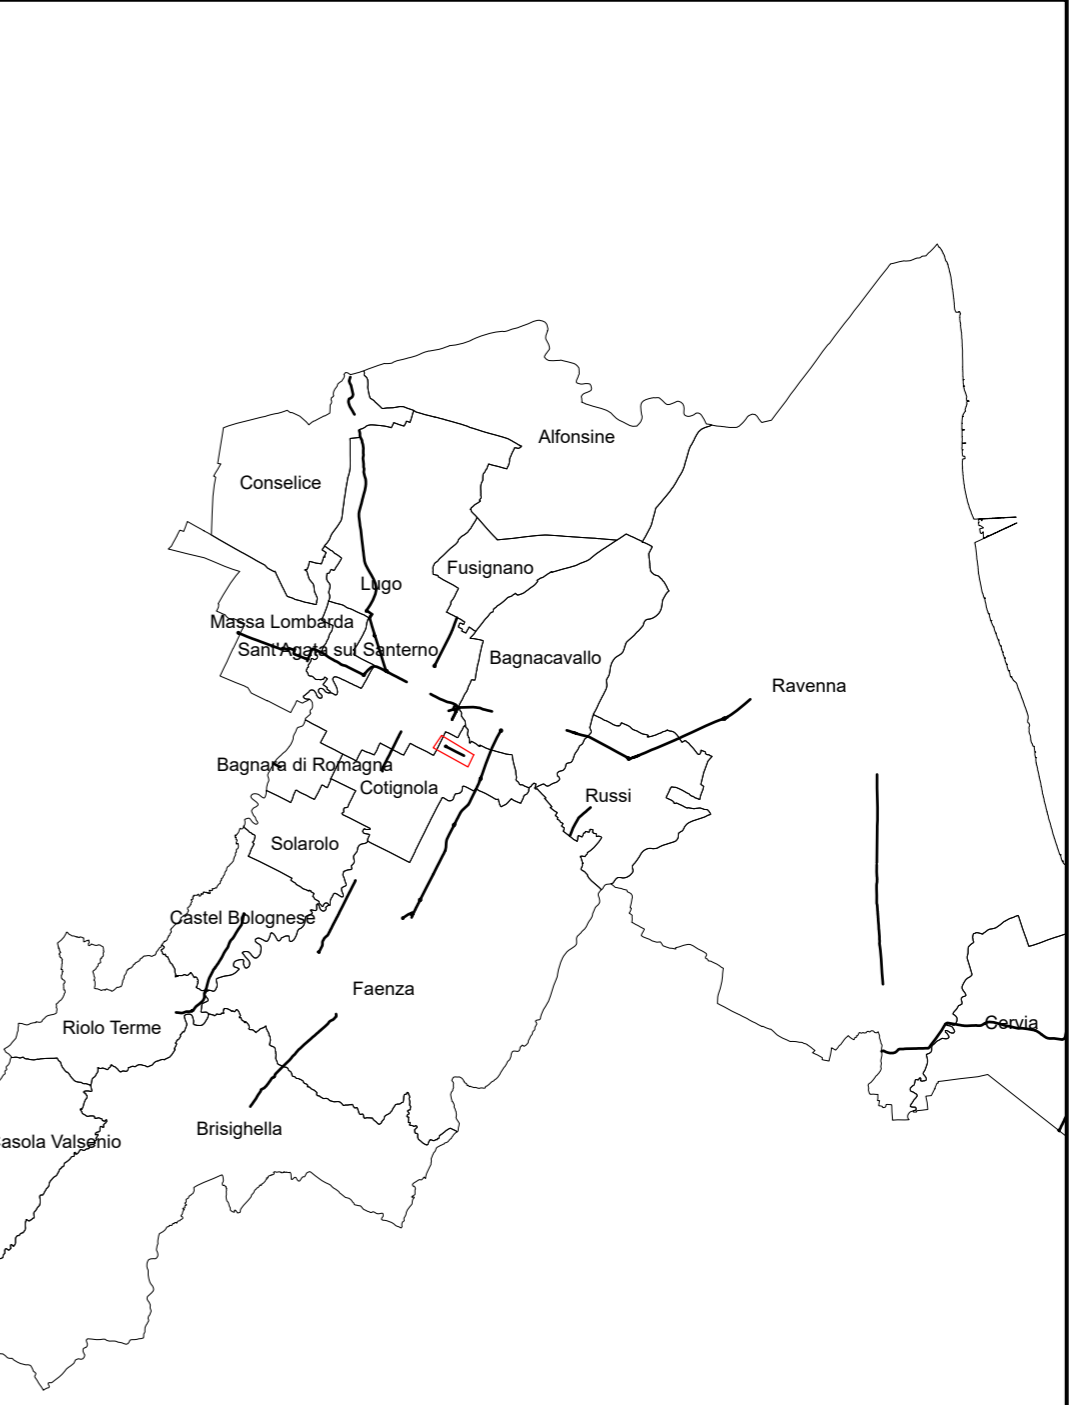 Alfonsine
Conselice
Fusignano
Lugo
Massa Lombarda
Sant'Agata sul Santerno
Bagnacavallo
Ravenna
Bagnara di Romagna
Cotignola
Russi
Solarolo
Castel Bolognese
Faenza
Riolo Terme
Cervia
Brisighella
asola Valsenio